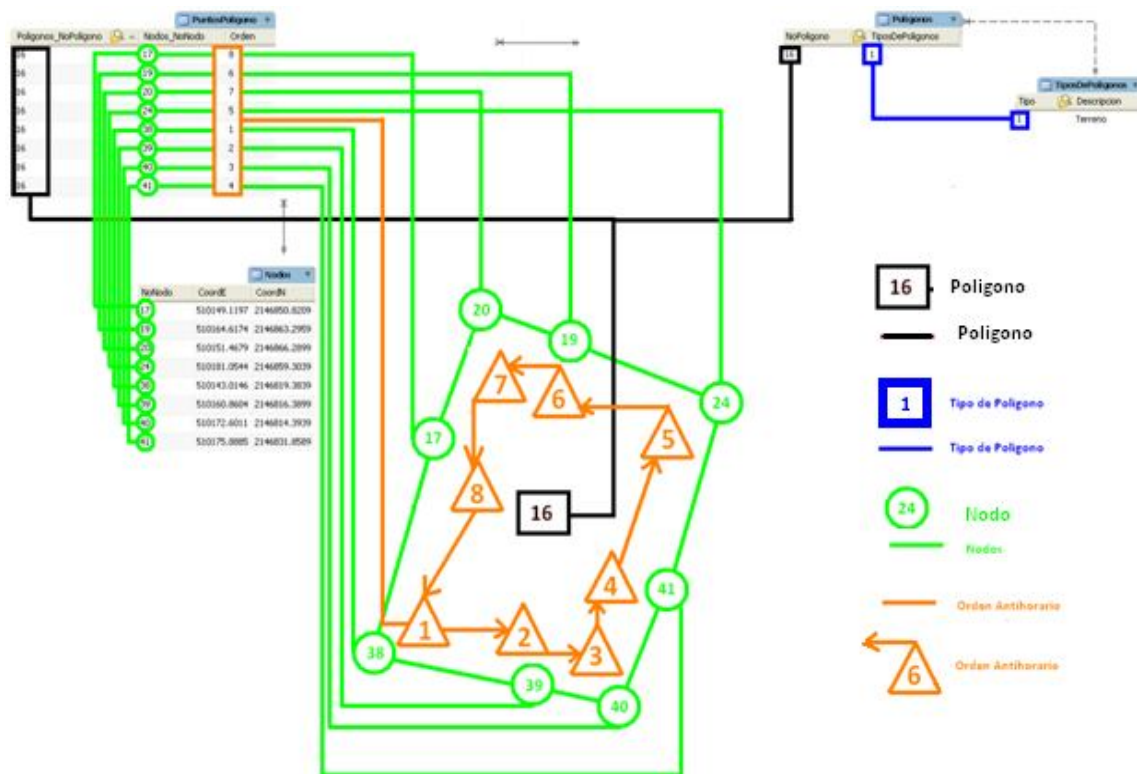 PuntosPoligono
Poligonos_NoPoligono Nodos_NoNodo Orden
16 17 8
16 19 6
16 20 7
16 24 5
16 38 1
16 39 2
16 40 3
16 41 4
Poligonos
NoPoligono TiposDePoligonos
16 1
TiposDePoligonos
Tipo Descripcion
1 Terreno
Nodos
NoNodo CoordE CoordN
17 510149.1197 2146850.8209
19 510164.6174 2146863.2959
20 510151.4679 2146866.2899
24 510181.0544 2146859.3039
38 510143.0146 2146819.3839
39 510160.8604 2146816.3899
40 510172.6011 2146814.3939
41 510175.8885 2146831.8589
20
19
24
7
6
5
17
8
16
4
41
1
2
3
38
39
40
16 Poligono
Poligono
1 Tipo de Poligono
Tipo de Poligono
24 Nodo
Nodos
Orden Antihorario
6 Orden Antihorario